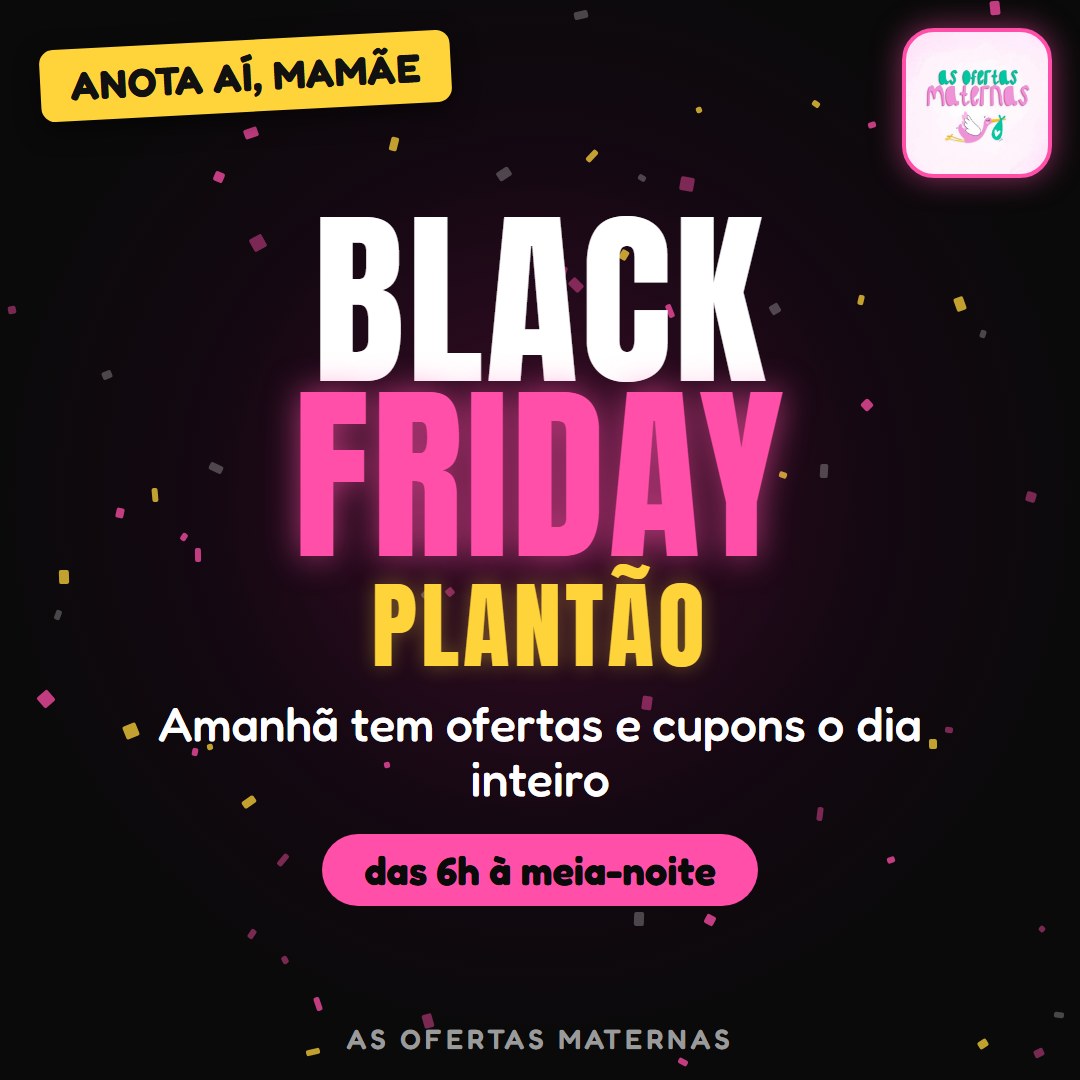 ANOTA AÍ, MAMÃE
as ofertas
maternas
BLACK
FRIDAY
PLANTÃO
Amanhã tem ofertas e cupons o dia
inteiro
das 6h à meia-noite
AS OFERTAS MATERNAS